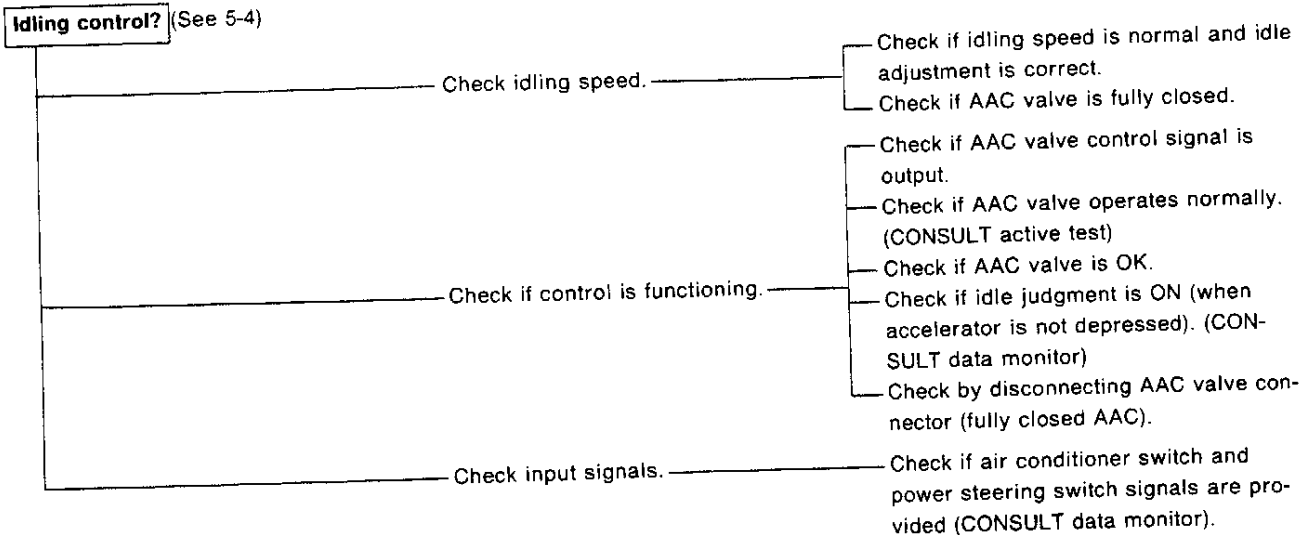 Idling control? (See 5-4)
Check idling speed.
Check if idling speed is normal and idle
adjustment is correct.
Check if AAC valve is fully closed.
Check if control is functioning.
Check if AAC valve control signal is
output.
Check if AAC valve operates normally.
(CONSULT active test)
Check if AAC valve is OK.
Check if idle judgment is ON (when
accelerator is not depressed). (CON-
SULT data monitor)
Check by disconnecting AAC valve con-
nector (fully closed AAC).
Check input signals.
Check if air conditioner switch and
power steering switch signals are pro-
vided (CONSULT data monitor).